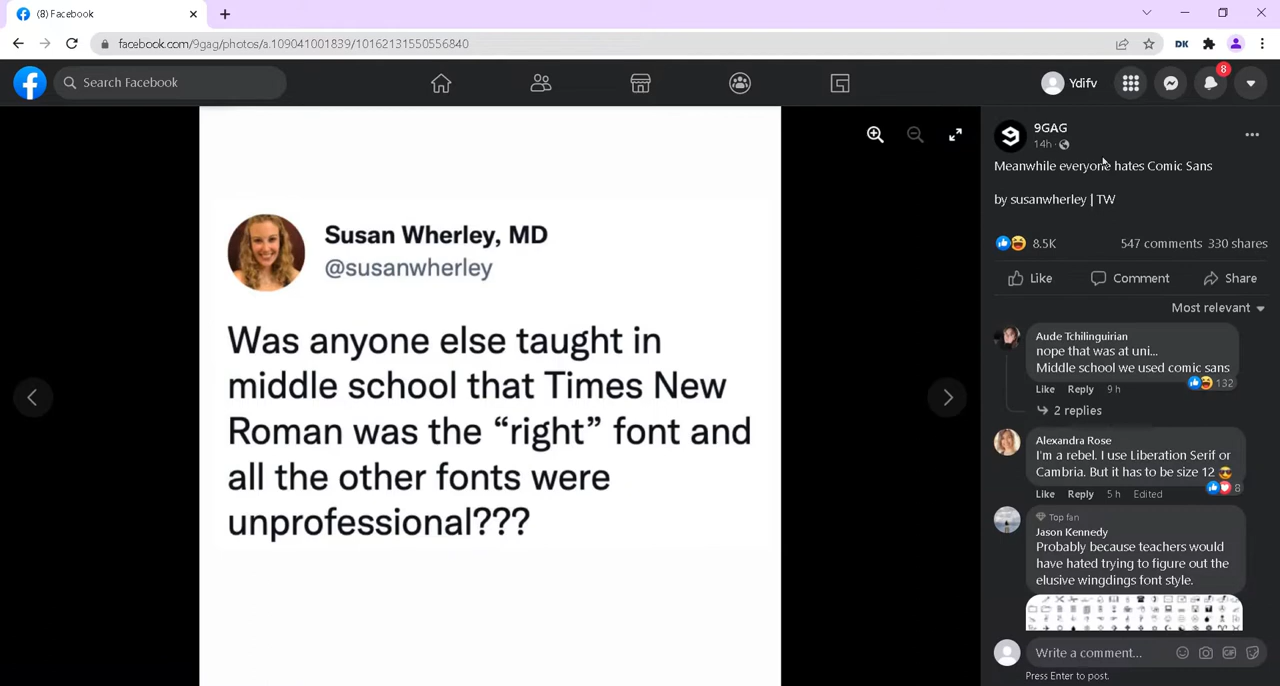 (8) Facebook
facebook.com/9gag/photos/a.109041001839/10162131550556840
DK
Search Facebook
Ydifv
8
Susan Wherley, MD
@susanwherley
Was anyone else taught in
middle school that Times New
Roman was the “right” font and
all the other fonts were
unprofessional???
9GAG
14h
Meanwhile everyone hates Comic Sans
by susanwherley | TW
8.5K
547 comments 330 shares
Like Comment Share
Most relevant
Aude Tchilinguirian
nope that was at uni...
Middle school we used comic sans
132
Like Reply 9 h
2 replies
Alexandra Rose
I'm a rebel. I use Liberation Serif or
Cambria. But it has to be size 12
8
Like Reply 5 h Edited
Top fan
Jason Kennedy
Probably because teachers would
have hated trying to figure out the
elusive wingdings font style.
Write a comment...
GIF
Press Enter to post.